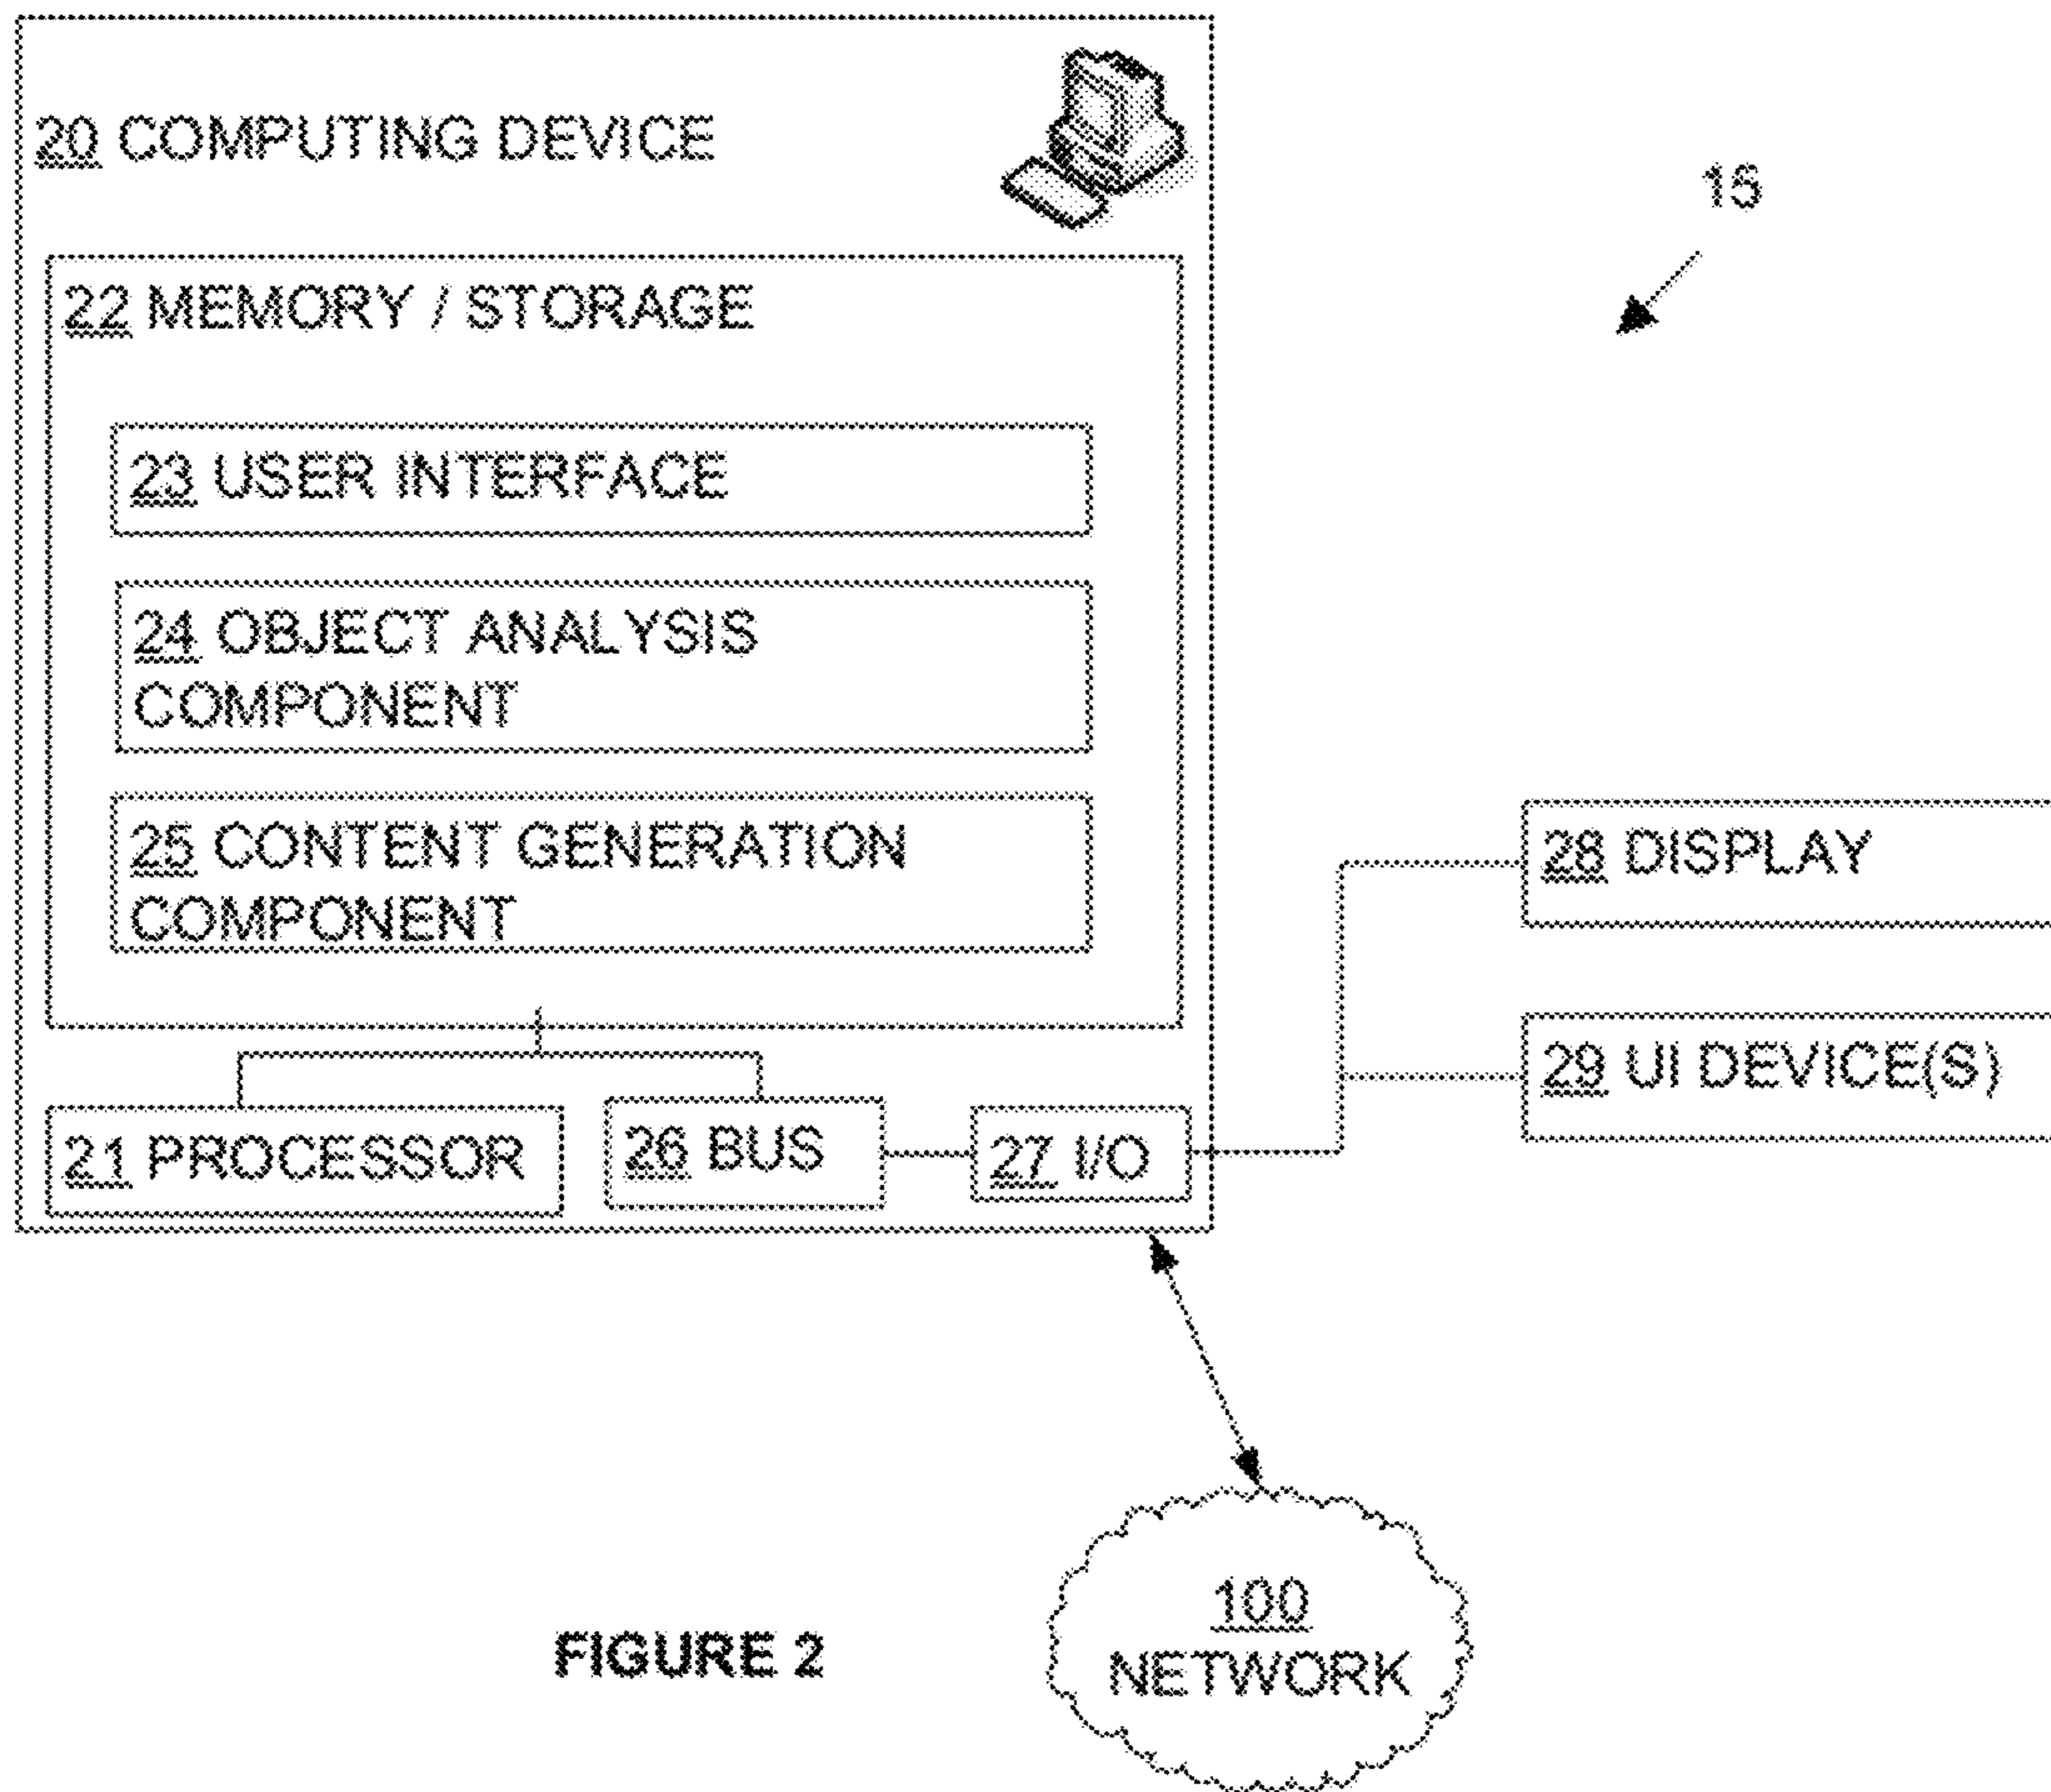 20 COMPUTING DEVICE
15
22 MEMORY / STORAGE
23 USER INTERFACE
24 OBJECT ANALYSIS
COMPONENT
25 CONTENT GENERATION
COMPONENT
28 DISPLAY
29 UI DEVICE(S)
21 PROCESSOR
26 BUS
27 I/O
100
NETWORK
FIGURE 2